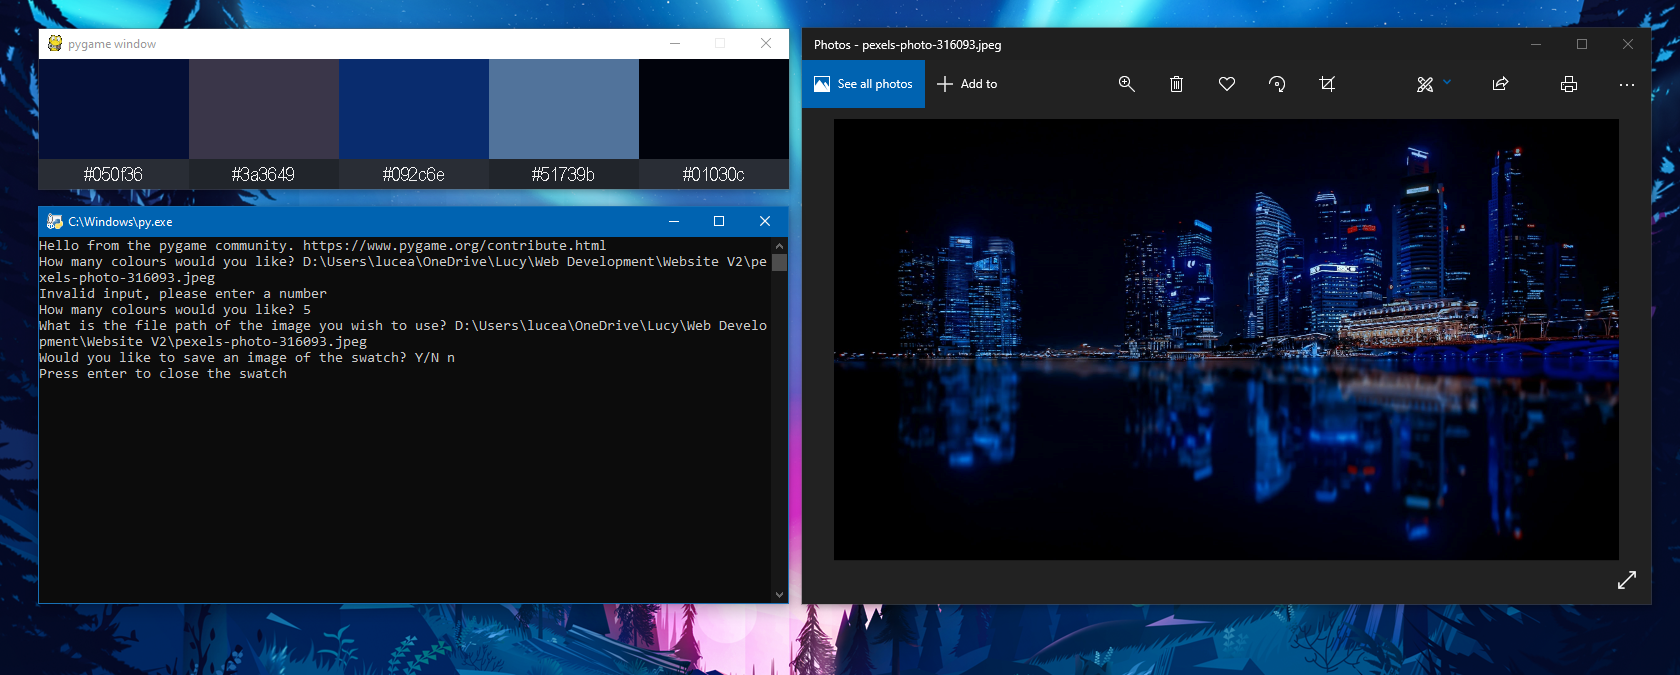 pygame window
#050f36
#3a3649
#092c6e
#51739b
#01030c
C:\Windows\py.exe
Hello from the pygame community. https://www.pygame.org/contribute.html
How many colours would you like? D:\Users\lucea\OneDrive\Lucy\Web Development\Website V2\pe
xels-photo-316093.jpeg
Invalid input, please enter a number
How many colours would you like? 5
What is the file path of the image you wish to use? D:\Users\lucea\OneDrive\Lucy\Web Develo
pment\Website V2\pexels-photo-316093.jpeg
Would you like to save an image of the swatch? Y/N n
Press enter to close the swatch
Photos - pexels-photo-316093.jpeg
See all photos
Add to